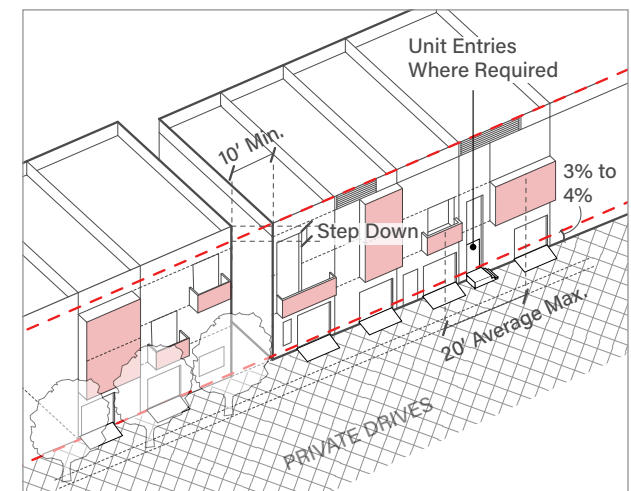 Unit Entries
Where Required
10' Min.
3% to
4%
Step Down
20' Average Max.
PRIVATE DRIVES